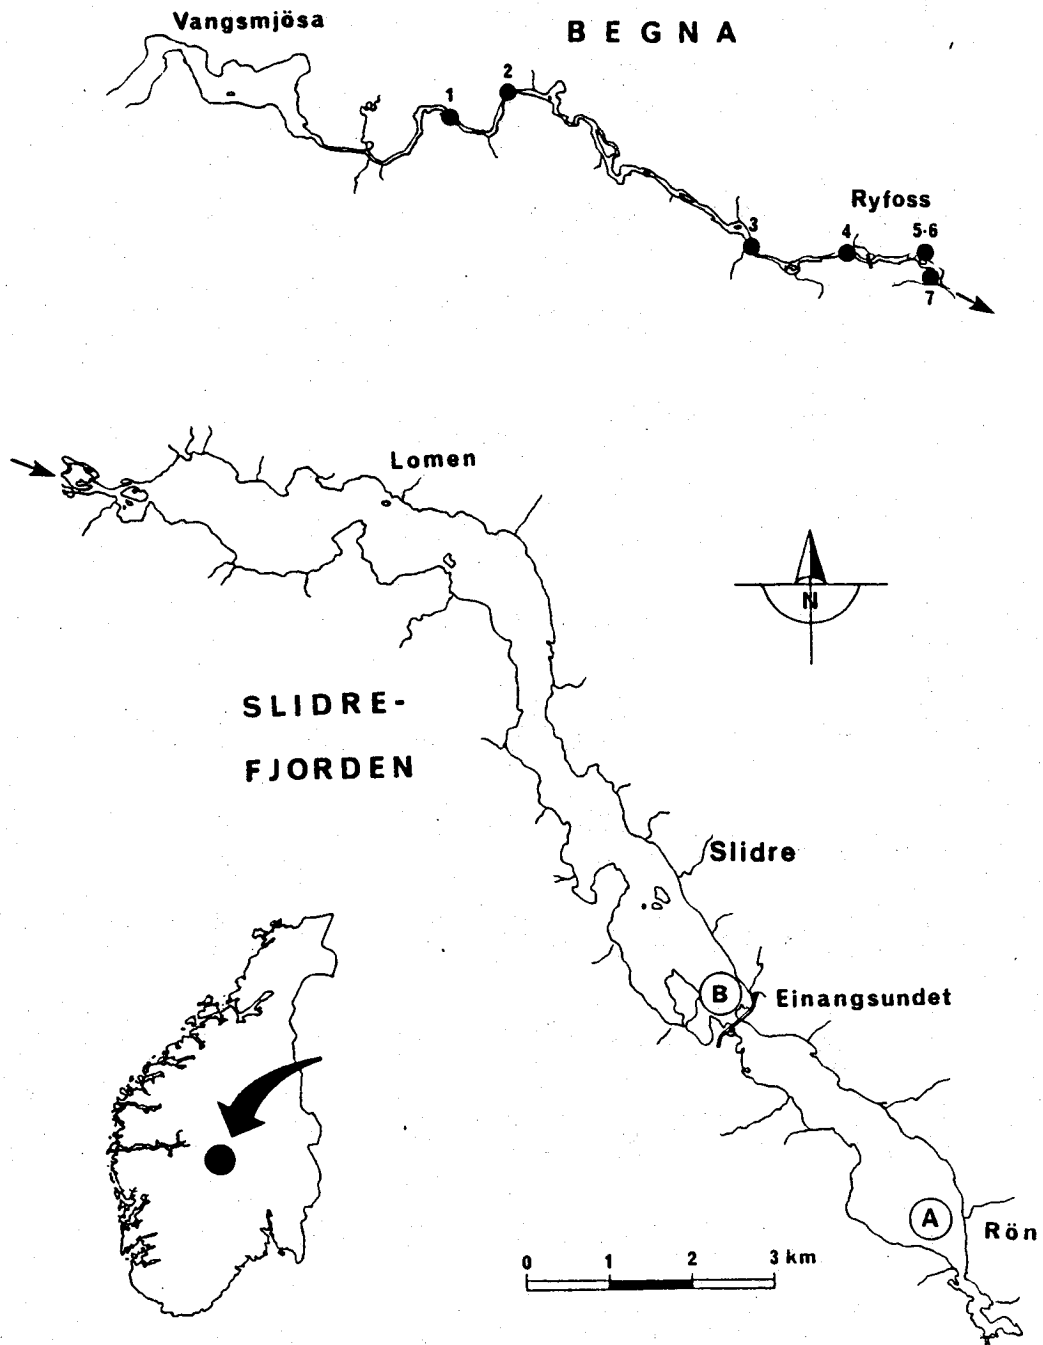 Vangsmjösa
BEGNA
1
2
3
Ryfoss
4
5-6
7
Lomen
N
SLIDRE-
FJORDEN
Slidre
B
Einangsundet
A
Rön
0 1 2 3 km